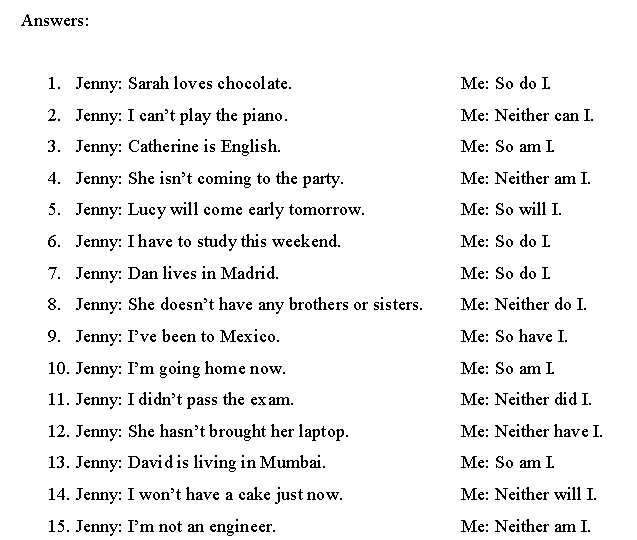 Answers:
1. Jenny: Sarah loves chocolate. Me: So do I.
2. Jenny: I can't play the piano. Me: Neither can I.
3. Jenny: Catherine is English. Me: So am I.
4. Jenny: She isn't coming to the party. Me: Neither am I.
5. Jenny: Lucy will come early tomorrow. Me: So will I.
6. Jenny: I have to study this weekend. Me: So do I.
7. Jenny: Dan lives in Madrid. Me: So do I.
8. Jenny: She doesn't have any brothers or sisters. Me: Neither do I.
9. Jenny: I've been to Mexico. Me: So have I.
10. Jenny: I'm going home now. Me: So am I.
11. Jenny: I didn't pass the exam. Me: Neither did I.
12. Jenny: She hasn't brought her laptop. Me: Neither have I.
13. Jenny: David is living in Mumbai. Me: So am I.
14. Jenny: I won't have a cake just now. Me: Neither will I.
15. Jenny: I'm not an engineer. Me: Neither am I.